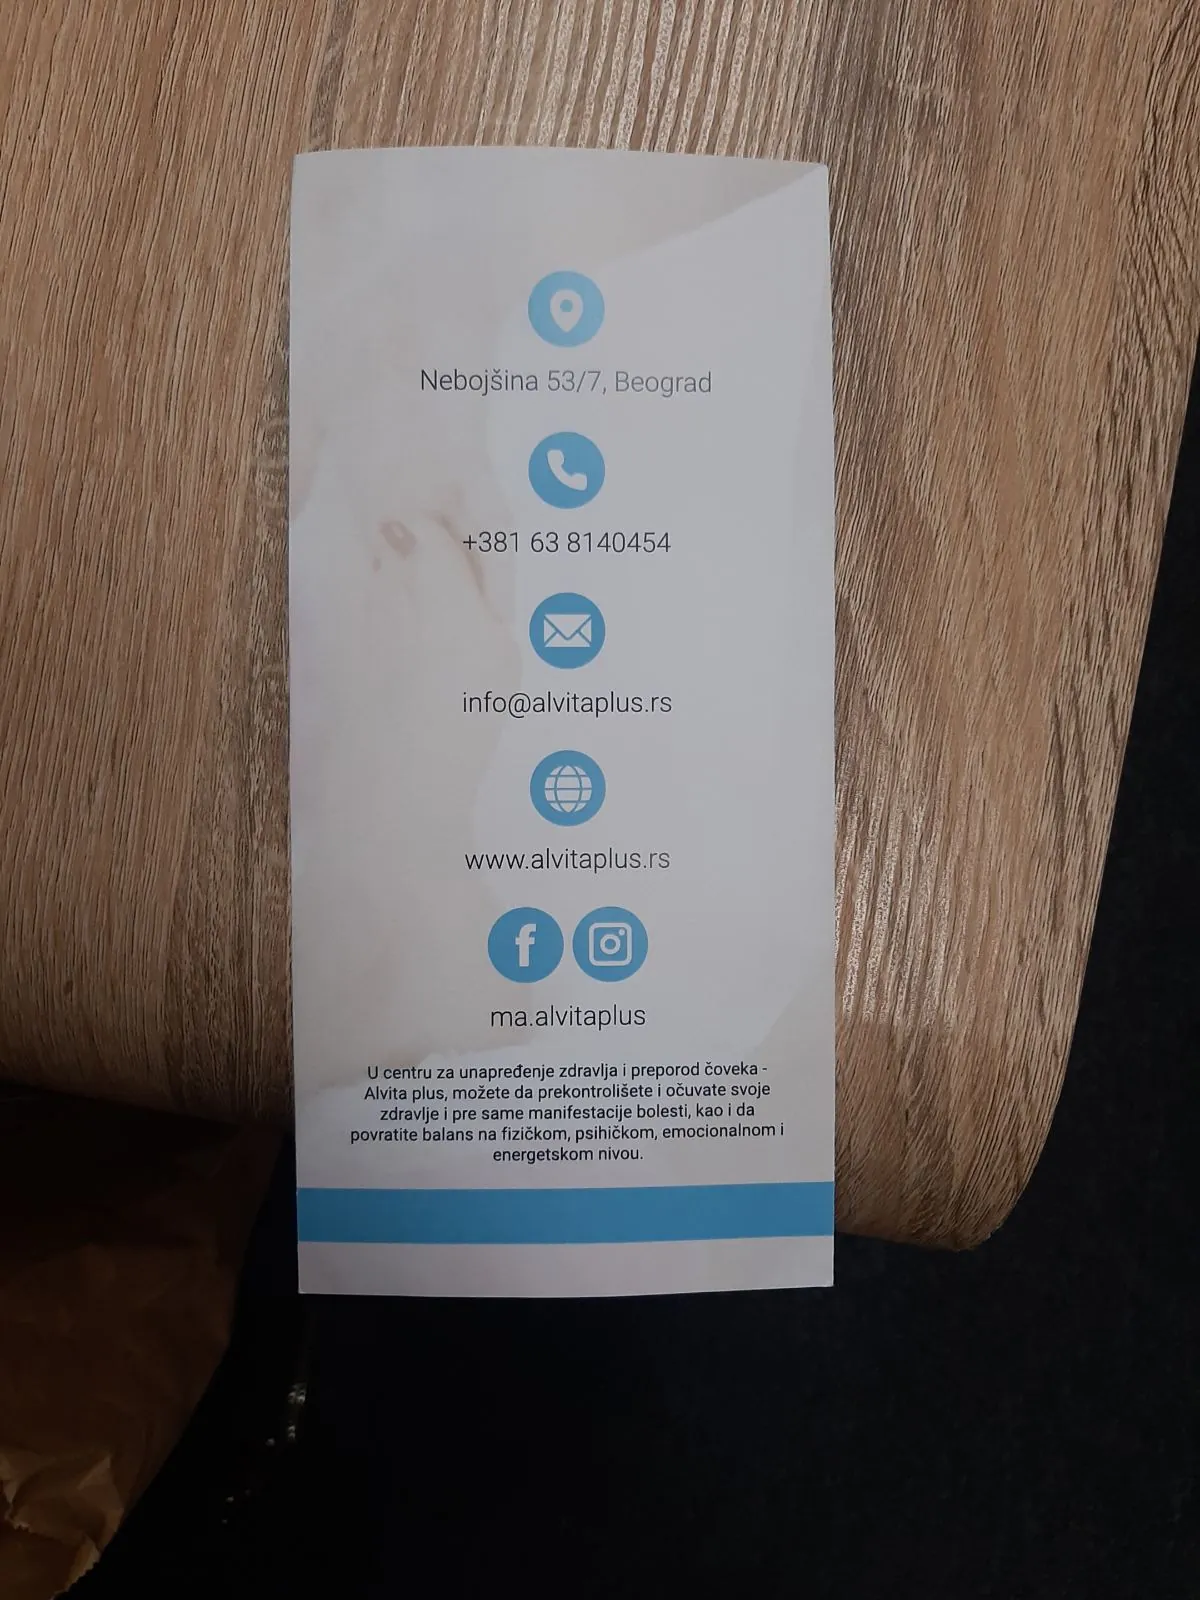 Nebojšina 53/7, Beograd
+381 63 8140454
info@alvitaplus.rs
www.alvitaplus.rs
f
ma.alvitaplus
U centru za unapređenje zdravlja i preporod čoveka -
Alvita plus, možete da prekontrolišete i očuvate svoje
zdravlje i pre same manifestacije bolesti, kao i da
povratite balans na fizičkom, psihičkom, emocionalnom i
energetskom nivou.